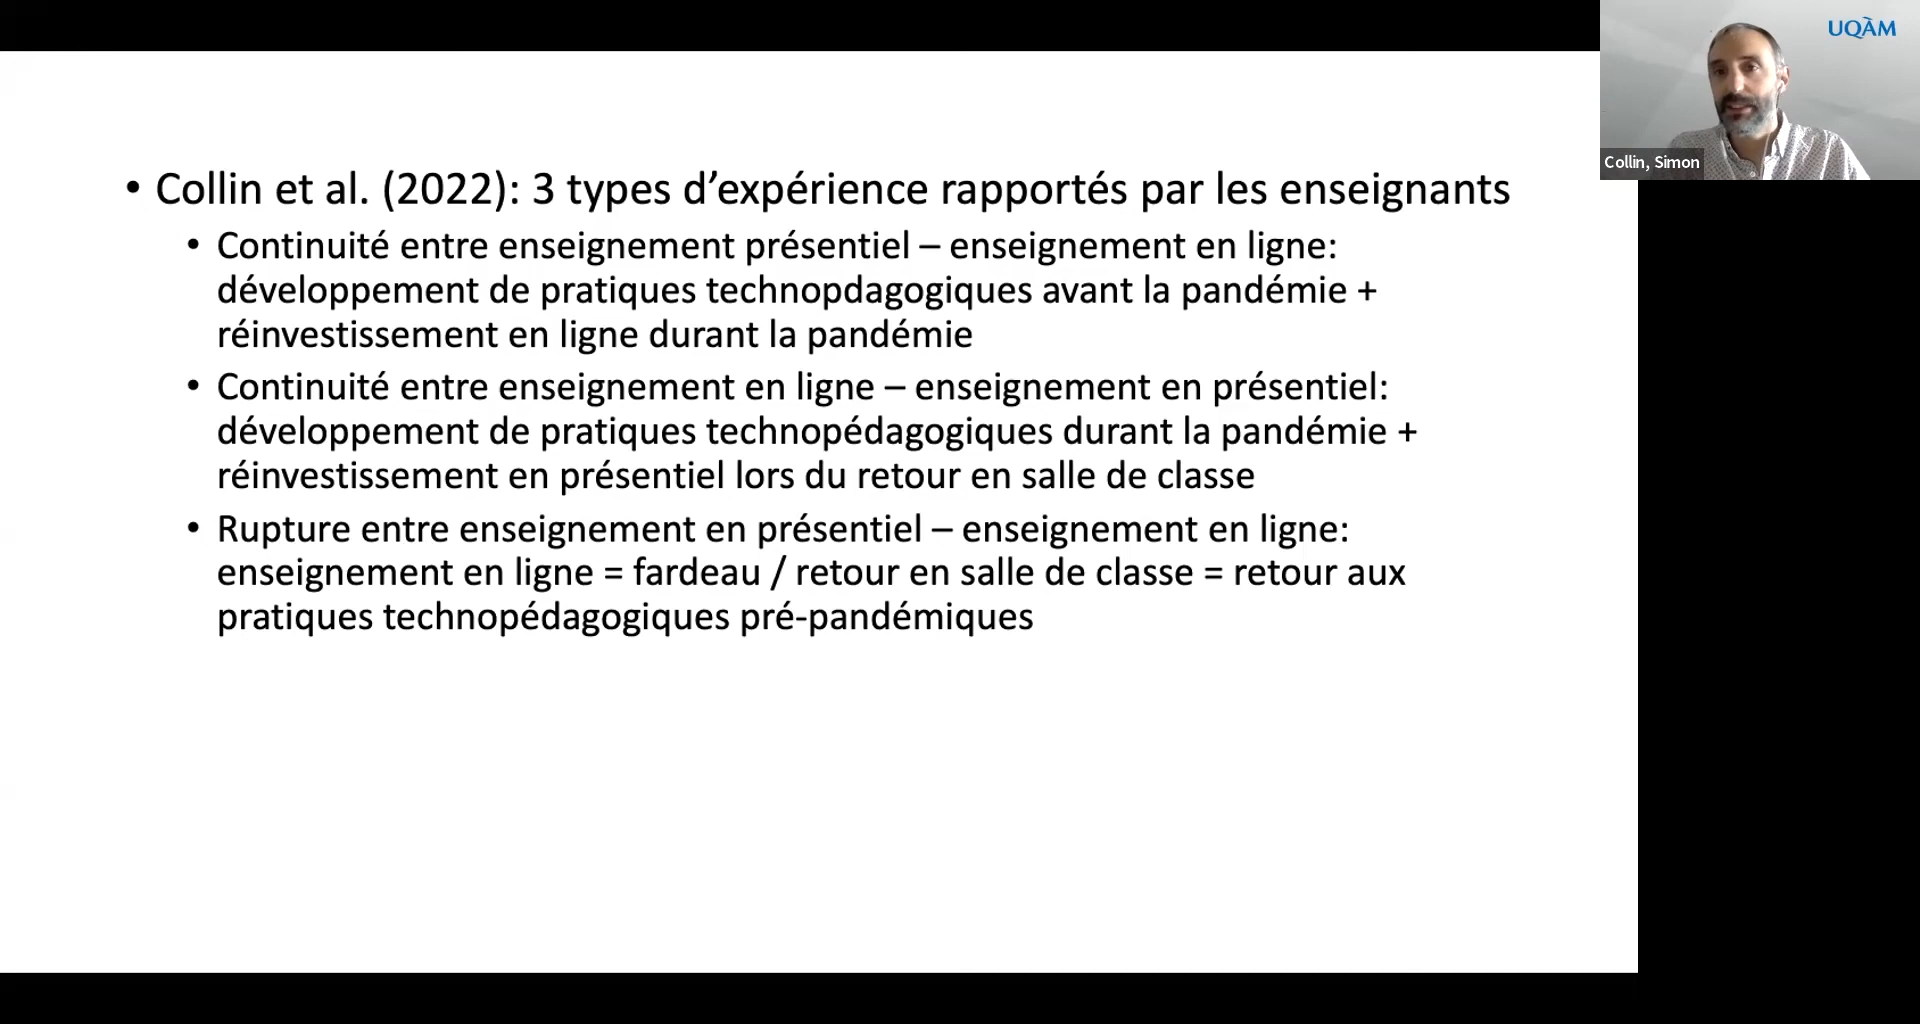 UQÀM
Collin, Simon
• Collin et al. (2022): 3 types d’expérience rapportés par les enseignants
• Continuité entre enseignement présentiel – enseignement en ligne:
développement de pratiques technopdagogiques avant la pandémie +
réinvestissement en ligne durant la pandémie
• Continuité entre enseignement en ligne – enseignement en présentiel:
développement de pratiques technopédagogiques durant la pandémie +
réinvestissement en présentiel lors du retour en salle de classe
• Rupture entre enseignement en présentiel – enseignement en ligne:
enseignement en ligne = fardeau / retour en salle de classe = retour aux
pratiques technopédagogiques pré-pandémiques